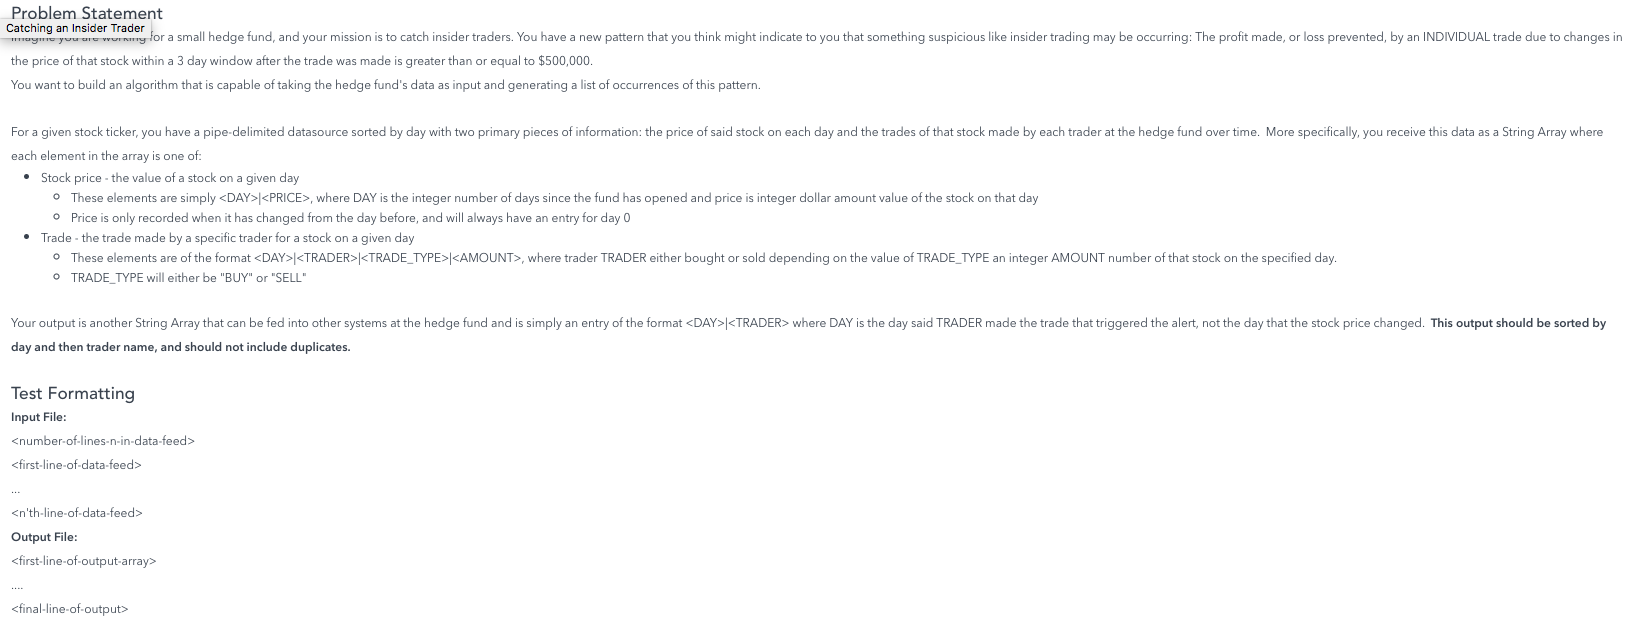 Problem Statement
Catching an Insider Trader
Imagine you are working for a small hedge fund, and your mission is to catch insider traders. You have a new pattern that you think might indicate to you that something suspicious like insider trading may be occurring: The profit made, or loss prevented, by an INDIVIDUAL trade due to changes in
the price of that stock within a 3 day window after the trade was made is greater than or equal to $500,000.
You want to build an algorithm that is capable of taking the hedge fund's data as input and generating a list of occurrences of this pattern.
For a given stock ticker, you have a pipe-delimited datasource sorted by day with two primary pieces of information: the price of said stock on each day and the trades of that stock made by each trader at the hedge fund over time. More specifically, you receive this data as a String Array where
each element in the array is one of:
• Stock price - the value of a stock on a given day
○ These elements are simply <DAY>|<PRICE>, where DAY is the integer number of days since the fund has opened and price is integer dollar amount value of the stock on that day
○ Price is only recorded when it has changed from the day before, and will always have an entry for day 0
• Trade - the trade made by a specific trader for a stock on a given day
○ These elements are of the format <DAY>|<TRADER>|<TRADE_TYPE>|<AMOUNT>, where trader TRADER either bought or sold depending on the value of TRADE_TYPE an integer AMOUNT number of that stock on the specified day.
○ TRADE_TYPE will either be "BUY" or "SELL"
Your output is another String Array that can be fed into other systems at the hedge fund and is simply an entry of the format <DAY>|<TRADER> where DAY is the day said TRADER made the trade that triggered the alert, not the day that the stock price changed. This output should be sorted by
day and then trader name, and should not include duplicates.
Test Formatting
Input File:
<number-of-lines-n-in-data-feed>
<first-line-of-data-feed>
...
<n'th-line-of-data-feed>
Output File:
<first-line-of-output-array>
....
<final-line-of-output>